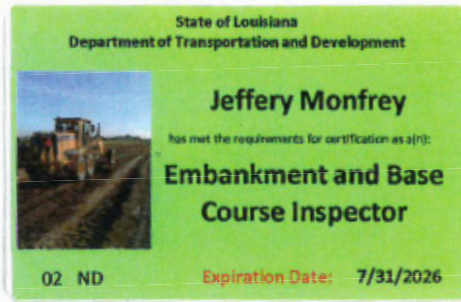 State of Louisiana
Department of Transportation and Development
Jeffery Monfrey
has met the requirements for certification as a(n):
Embankment and Base
Course Inspector
02 ND
Expiration Date: 7/31/2026